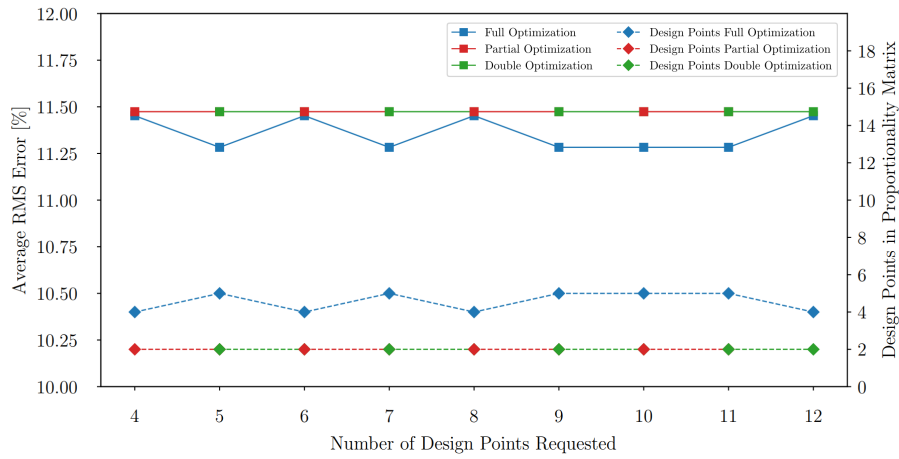 12.00
11.75
11.50
11.25
11.00
10.75
10.50
10.25
10.00
Average RMS Error [%]
Full Optimization
Partial Optimization
Double Optimization
Design Points Full Optimization
Design Points Partial Optimization
Design Points Double Optimization
18
16
14
12
10
8
6
4
2
0
Design Points in Proportionality Matrix
4 5 6 7 8 9 10 11 12
Number of Design Points Requested